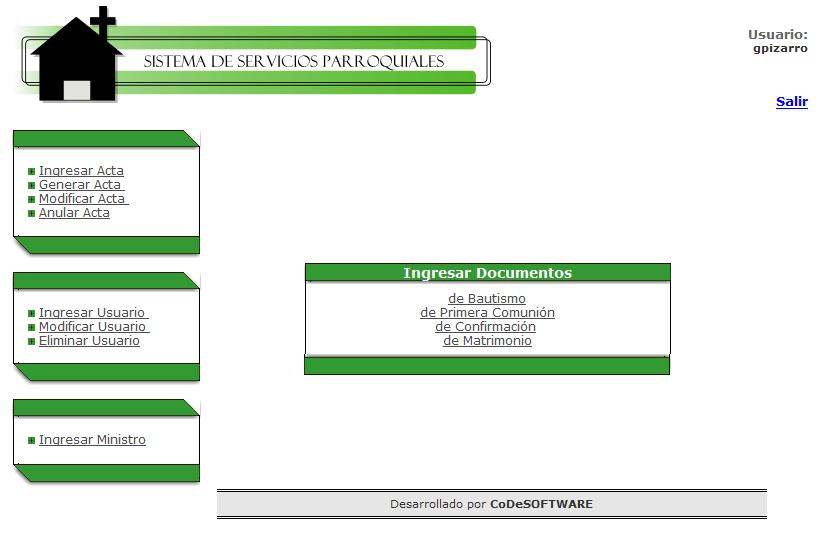 SISTEMA DE SERVICIOS PARROQUIALES
Usuario:
gpizarro
Salir
Ingresar Acta
Generar Acta
Modificar Acta
Anular Acta
Ingresar Usuario
Modificar Usuario
Eliminar Usuario
Ingresar Ministro
Ingresar Documentos
de Bautismo
de Primera Comunión
de Confirmación
de Matrimonio
Desarrollado por CoDeSOFTWARE